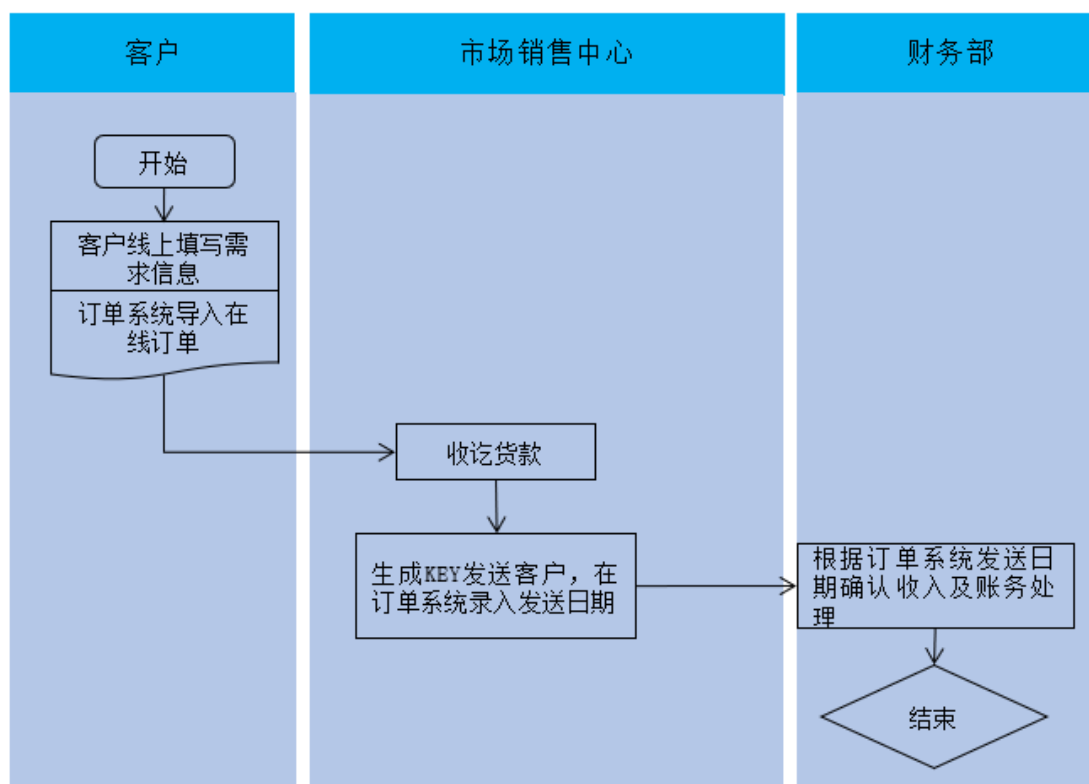 客户
市场销售中心
财务部
开始
客户线上填写需
求信息
订单系统导入在
线订单
收讫货款
生成KEY发送客户，在
订单系统录入发送日期
根据订单系统发送日
期确认收入及账务处
理
结束